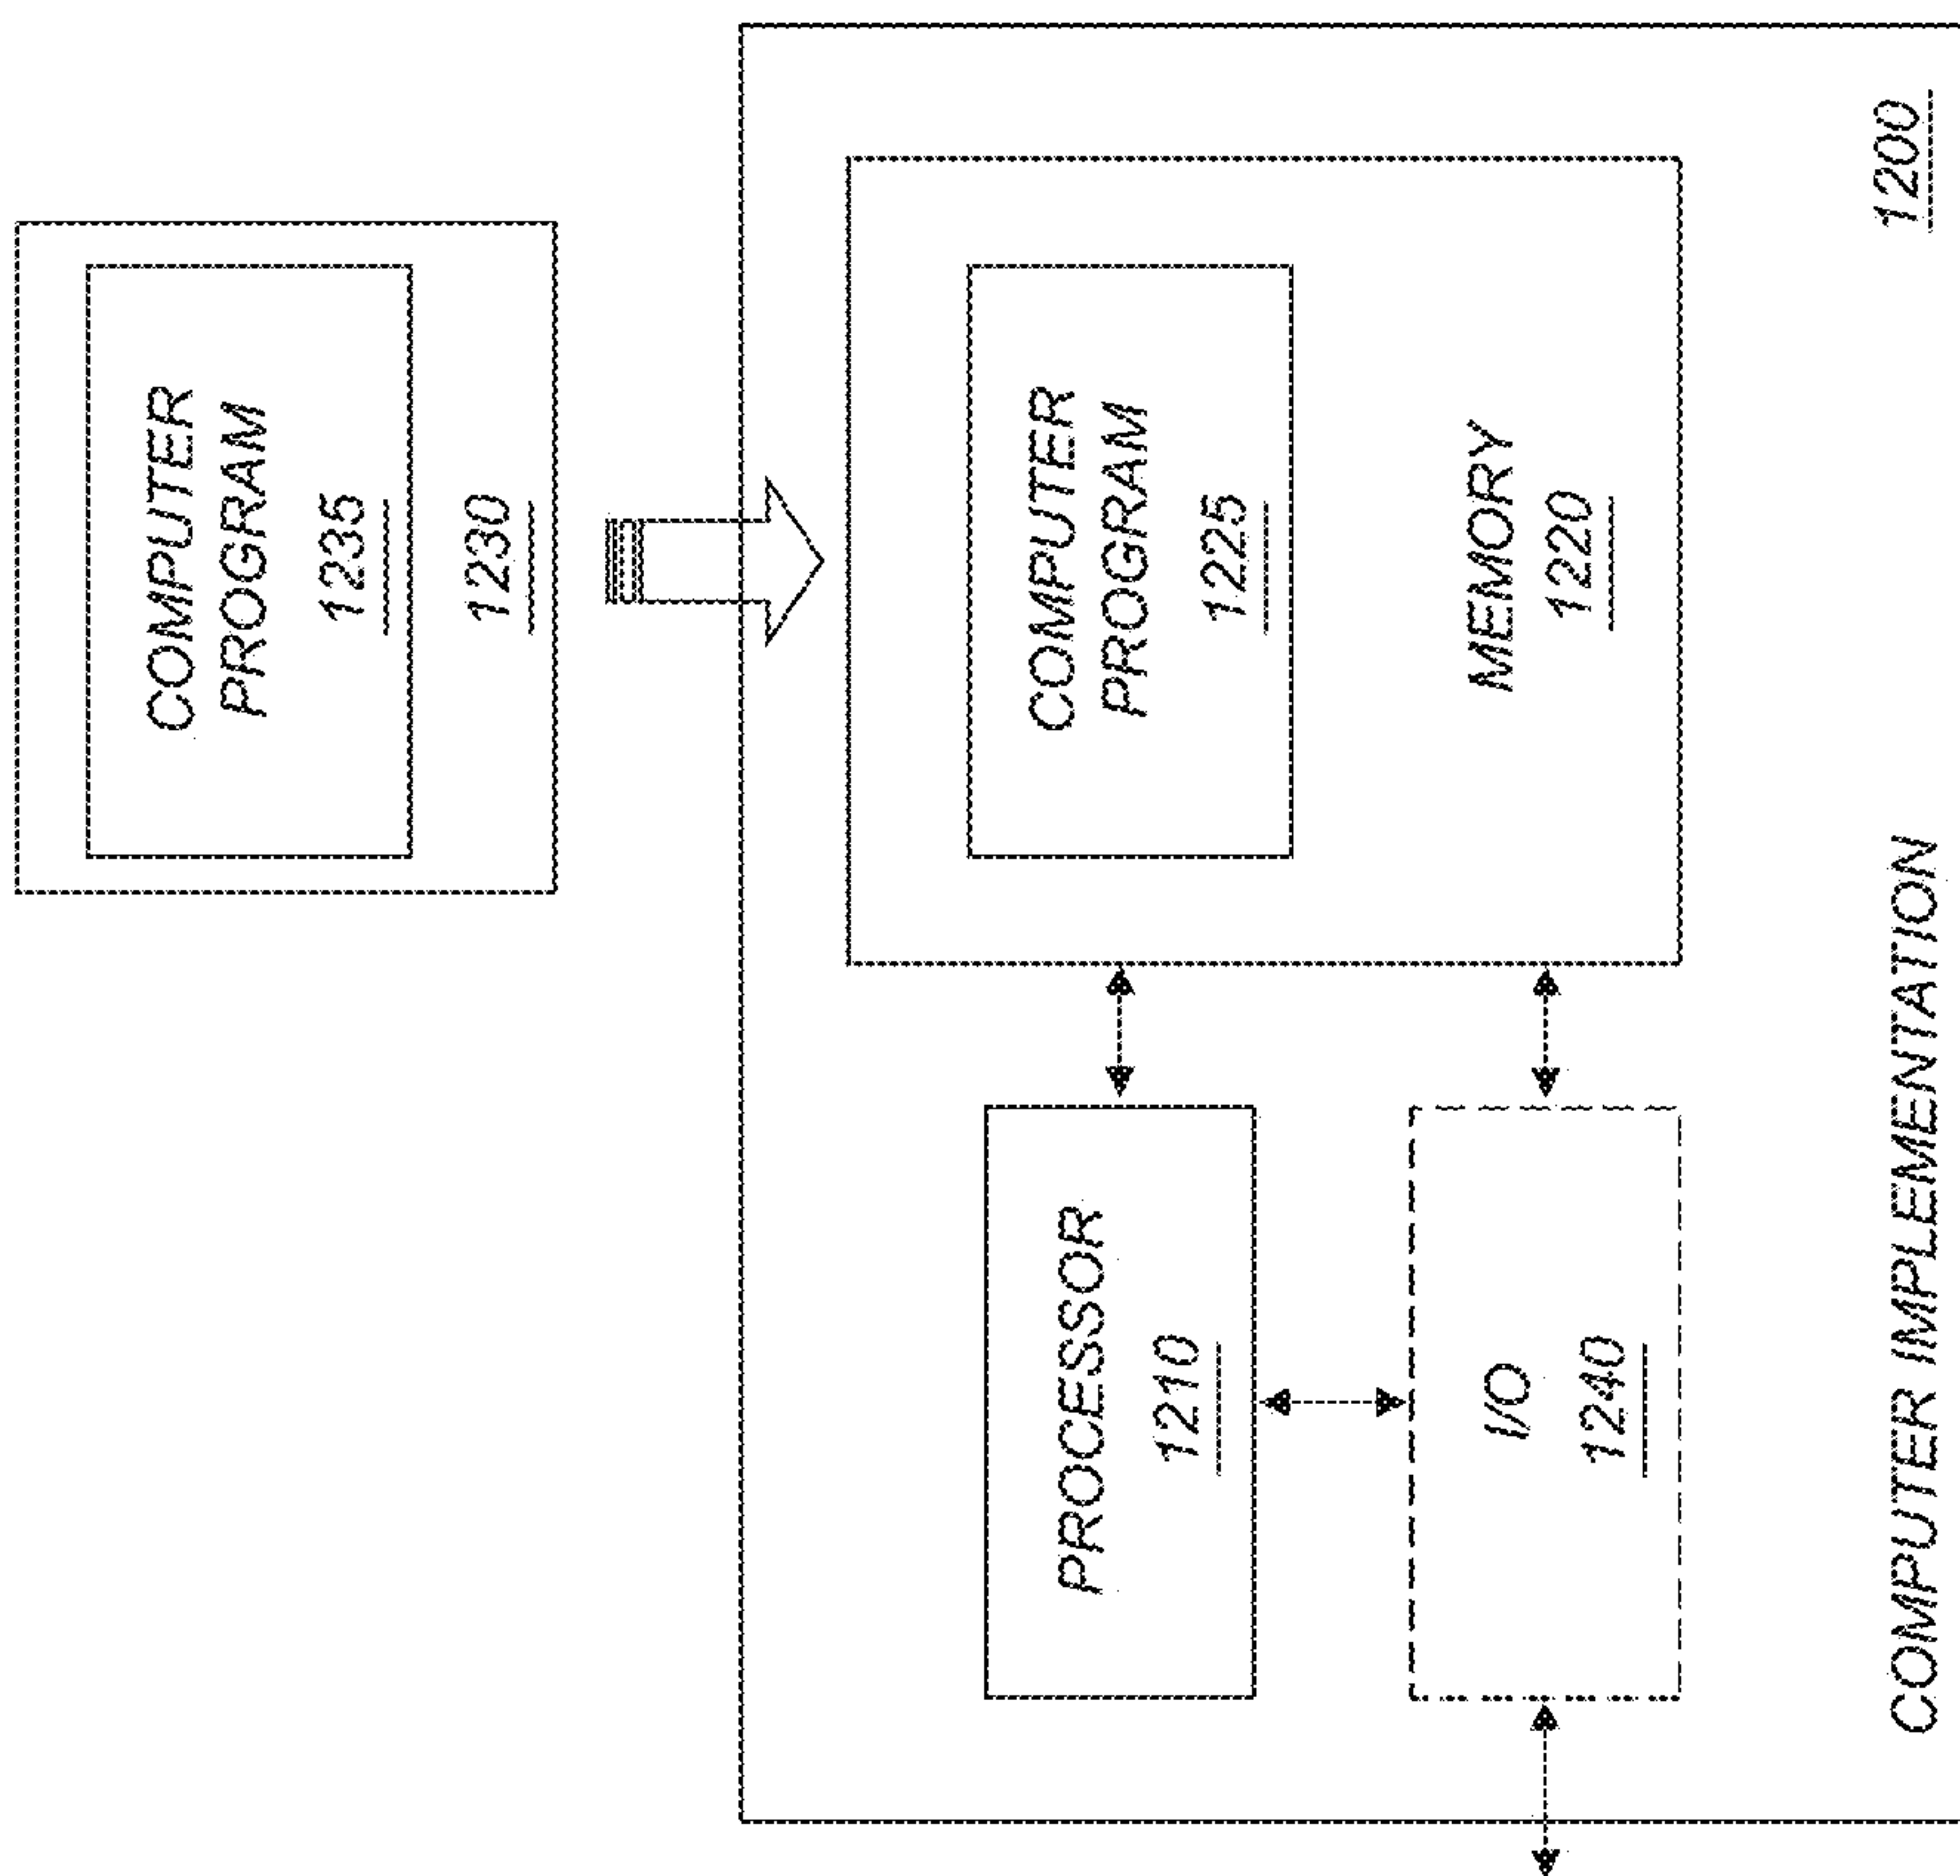 COMPUTER
PROGRAM
1235
1230
COMPUTER
PROGRAM
1225
MEMORY
1220
PROCESSOR
1210
I/O
1240
COMPUTER IMPLEMENTATION
1200